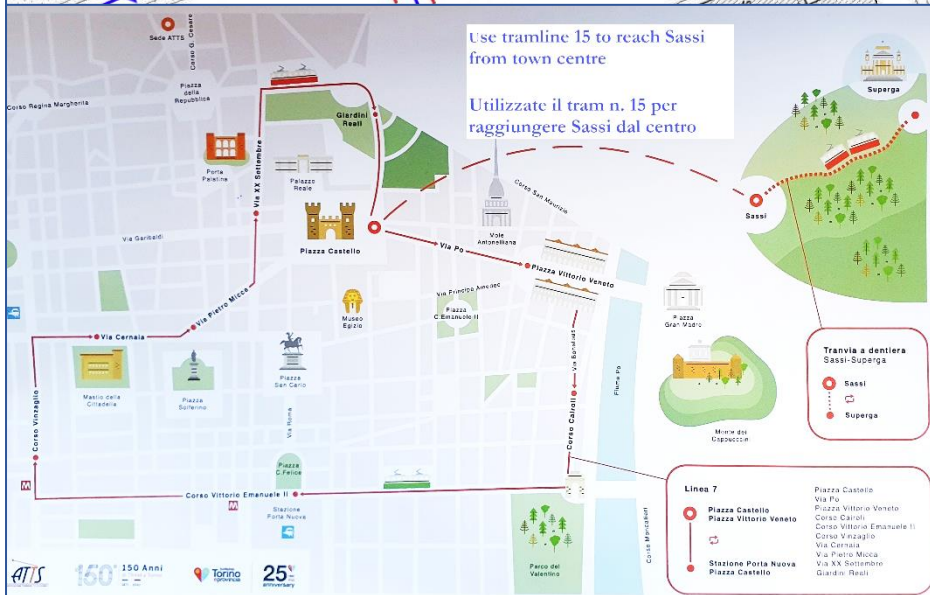 Sede ATTS
Corso G. Cesare
Piazza
della
Repubblica
Corso Regina Margherita
Giardini
Reali
Porta
Palatina
Palazzo
Reale
Via XX Settembre
Use tramline 15 to reach Sassi
from town centre
Utilizzate il tram n. 15 per
raggiungere Sassi dal centro
Superga
Sassi
Corso San Maurizio
Mole
Antonelliana
Via Garibaldi
Piazza Castello
Via Po
Piazza Vittorio Veneto
Via Pietro Micca
Via Principe Amedeo
Museo
Egizio
Piazza
C.Emanuele II
Piazza
Gran Madre
Via Cernaia
Mastio della
Cittadella
Piazza
Solferino
Piazza
San Carlo
Via Bonafous
Fiume Po
Monte dei
Cappuccini
Corso Vinzaglio
Via Roma
Corso Cairoli
Piazza
C.Felice
M
Corso Vittorio Emanuele II
M
Stazione
Porta Nuova
Parco del
Valentino
Corso Moncalieri
Tranvia a dentiera
Sassi-Superga
Sassi
Superga
Linea 7
Piazza Castello
Piazza Vittorio Veneto
Stazione Porta Nuova
Piazza Castello
Piazza Castello
Via Po
Piazza Vittorio Veneto
Corso Cairoli
Corso Vittorio Emanuele II
Corso Vinzaglio
Via Cernaia
Via Pietro Micca
Via XX Settembre
Giardini Reali
ATTS
150 Anni
Torino
e provincia
25
anniversary